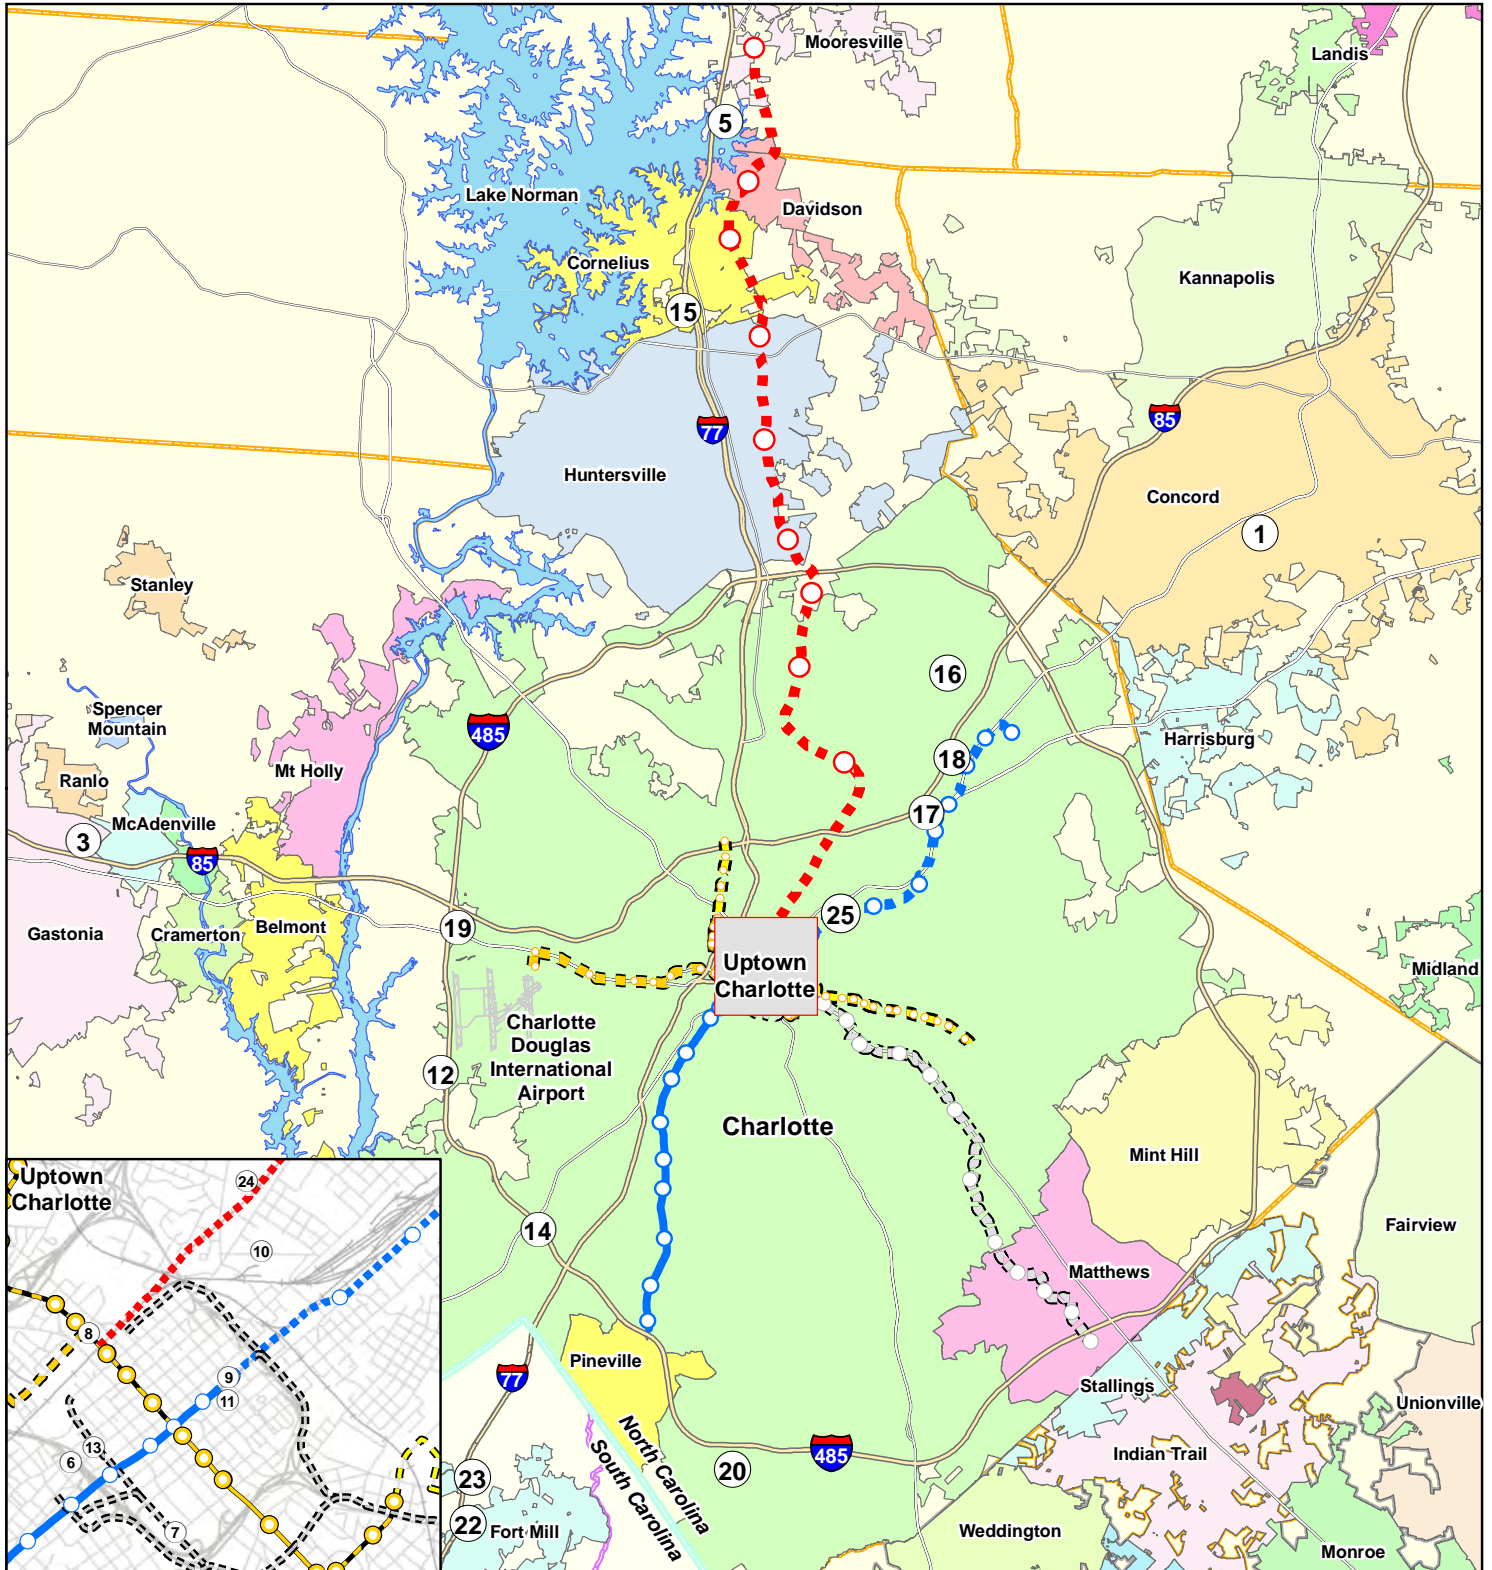 Mooresville
Landis
5
Lake Norman
Davidson
Cornelius
Kannapolis
15
77
85
Huntersville
Concord
1
Stanley
16
Spencer
Mountain
485
Harrisburg
Ranlo
Mt Holly
18
McAdenville
17
3
85
25
Gastonia
Cramerton
Belmont
19
Uptown
Charlotte
Midland
Charlotte
Douglas
International
Airport
12
Charlotte
Mint Hill
Uptown
Charlotte
24
10
14
Fairview
Matthews
8
9
11
77
Pineville
Stallings
Unionville
13
6
North Carolina
South Carolina
485
Indian Trail
20
23
22
7
Fort Mill
Weddington
Monroe